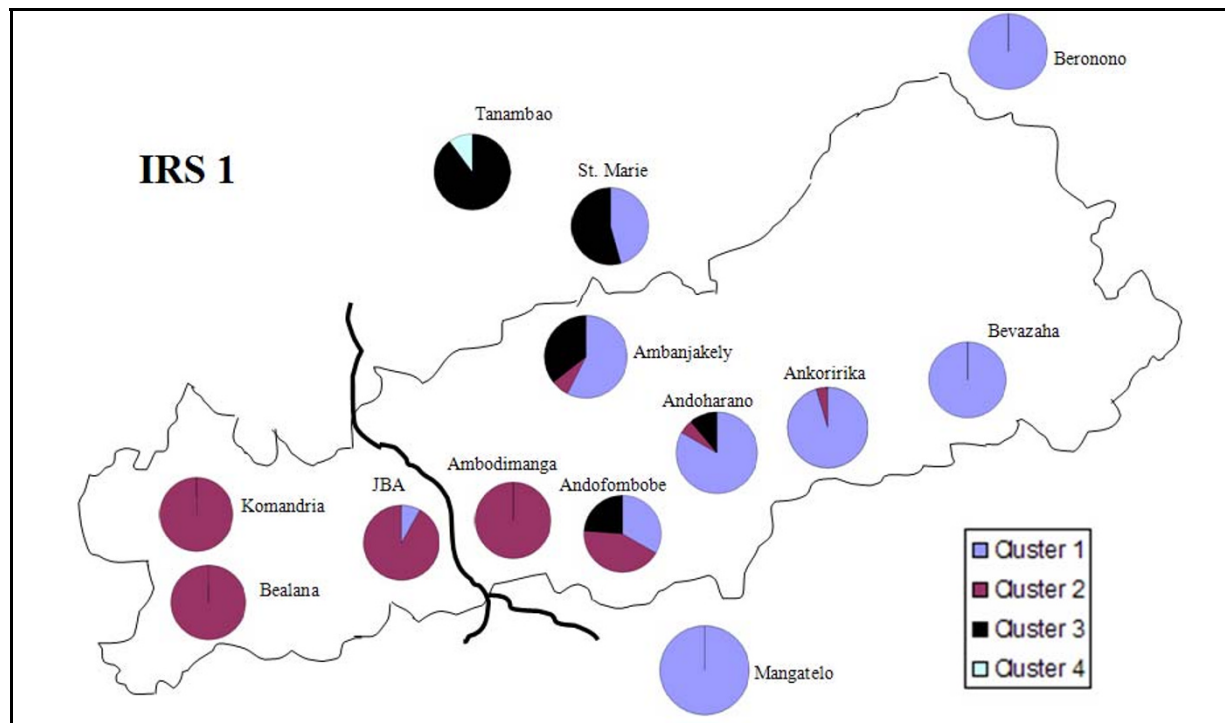 Beronono
Tanambao
IRS 1
St. Marie
Ambanjakely
Bevazaha
Ankoririka
Andoharano
Ambodimanga
Andofombobe
JBA
Komandria
Bealana
Mangatelo
Cluster 1
Cluster 2
Cluster 3
Cluster 4